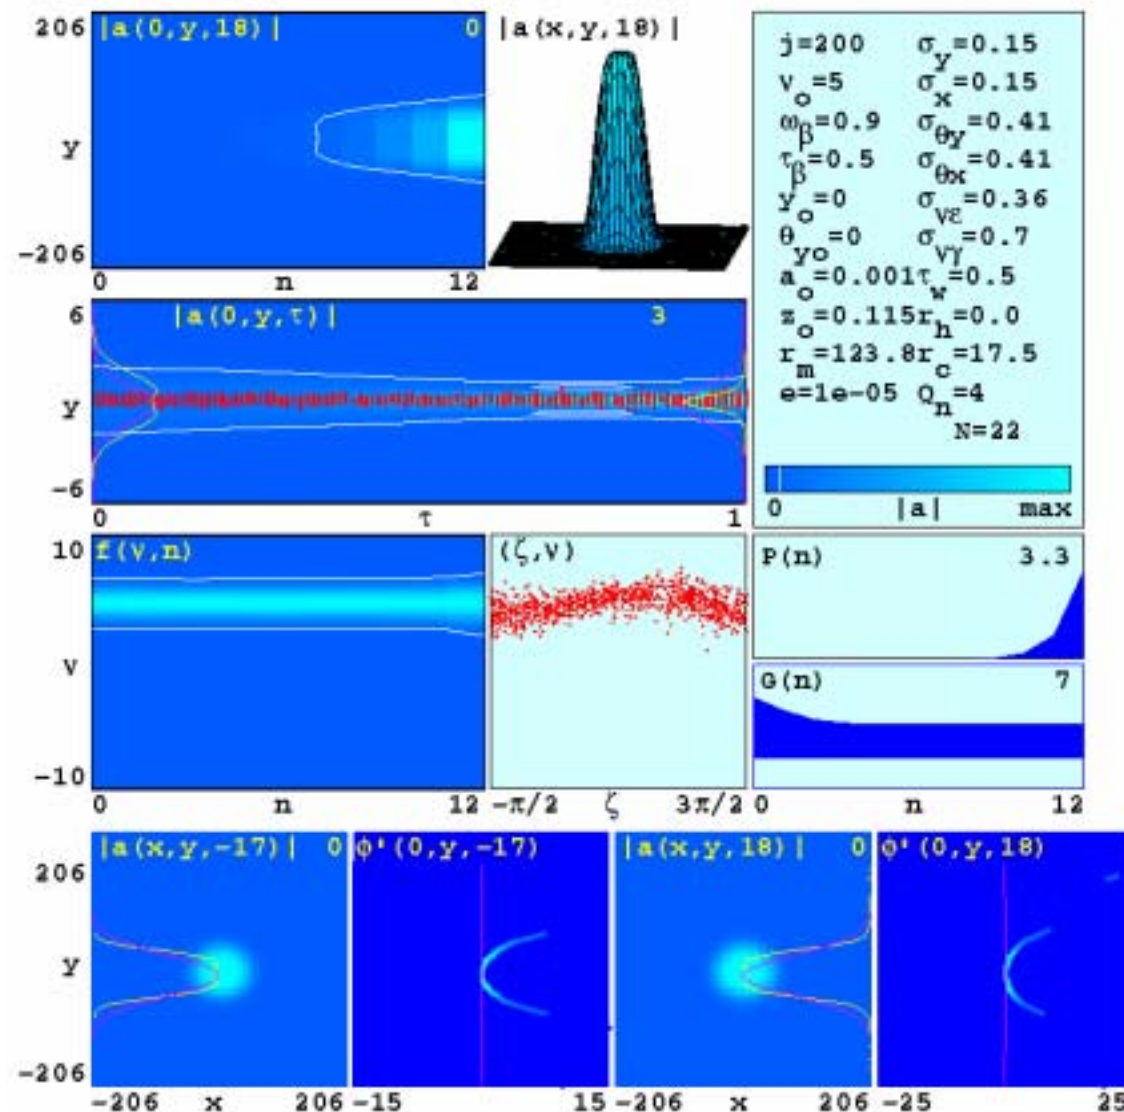 206 |a(0,y,18)| 0
y
-206
0 n 12
|a(x,y,18)|
j=200 σy=0.15
νo=5 σx=0.15
ωβ=0.9 σθy=0.41
τβ=0.5 σθx=0.41
yo=0 σνε=0.36
θyo=0 σνγ=0.7
ao=0.001 τw=0.5
zo=0.115 rh=0.0
rm=123.8 rc=17.5
e=1e-05 Qn=4
N=22
0 |a| max
6 |a(0,y,τ)| 3
y
-6
0 τ 1
10 f(ν,n)
ν
-10
0 n 12
(ζ,ν)
-π/2 ζ 3π/2
P(n) 3.3
G(n) 7
0 n 12
206 |a(x,y,-17)| 0
y
-206
-206 x 206
ϕ'(0,y,-17)
-15 15
|a(x,y,18)| 0
-206 x 206
ϕ'(0,y,18)
-25 25